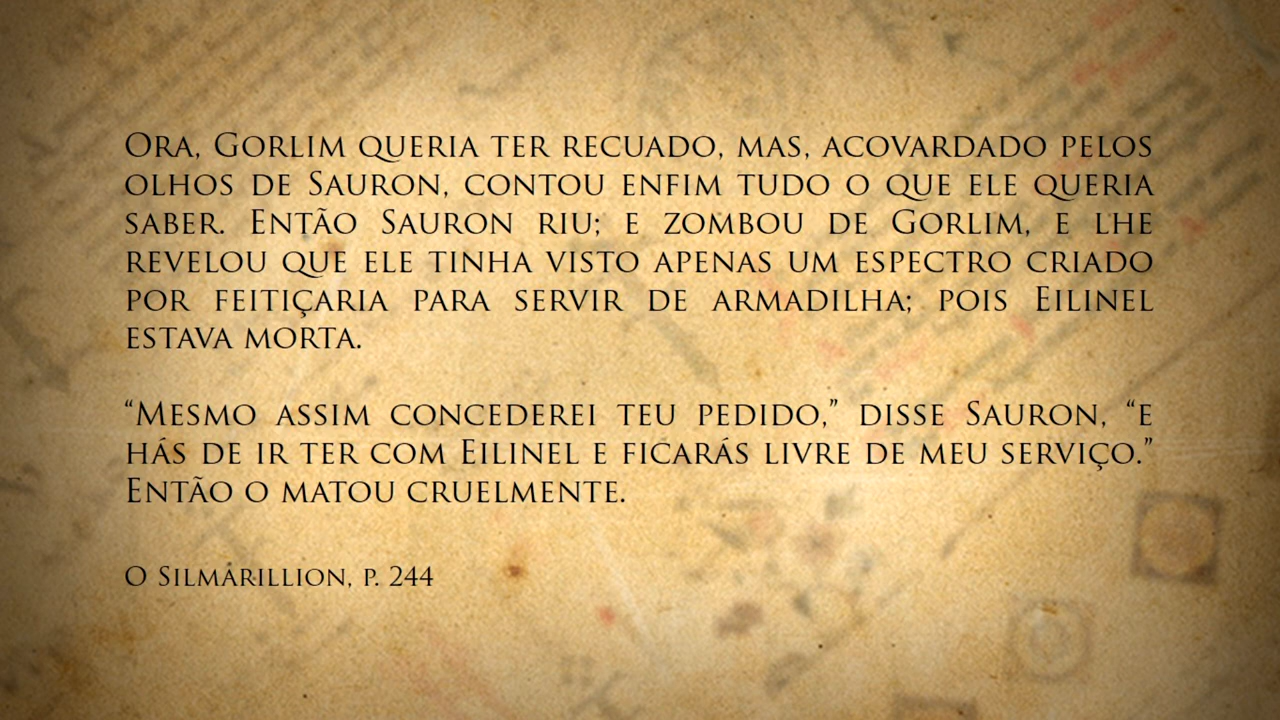 Ora, Gorlim queria ter recuado, mas, acovardado pelos
olhos de Sauron, contou enfim tudo o que ele queria
saber. Então Sauron riu; e zombou de Gorlim, e lhe
revelou que ele tinha visto apenas um espectro criado
por feitiçaria para servir de armadilha; pois Eilinel
estava morta.
“Mesmo assim concederei teu pedido,” disse Sauron, “e
hás de ir ter com Eilinel e ficarás livre de meu serviço.”
Então o matou cruelmente.
O Silmarillion, p. 244